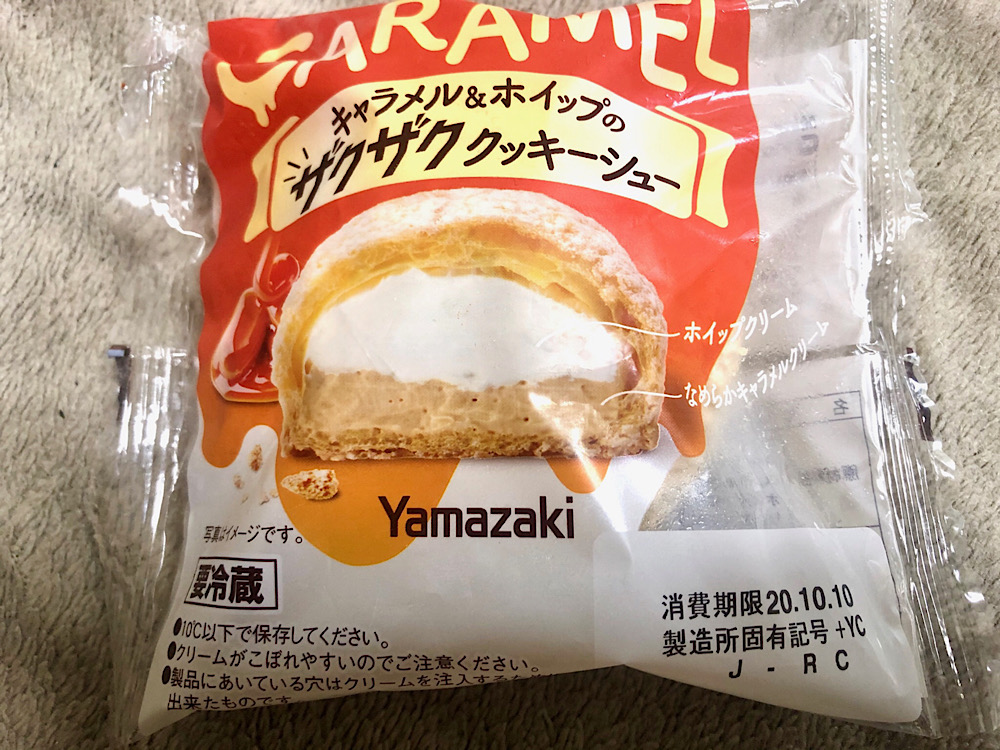 CARAMEL
キャラメル&ホイップの
ザクザククッキーシュー
ホイップクリーム
なめらかキャラメルクリーム
Yamazaki
写真はイメージです。
要冷蔵
●10℃以下で保存してください。
●クリームがこぼれやすいのでご注意ください。
●製品にあいている穴はクリームを注入する
出来たものです
消費期限20.10.10
製造所固有記号+YC
J - R C
名